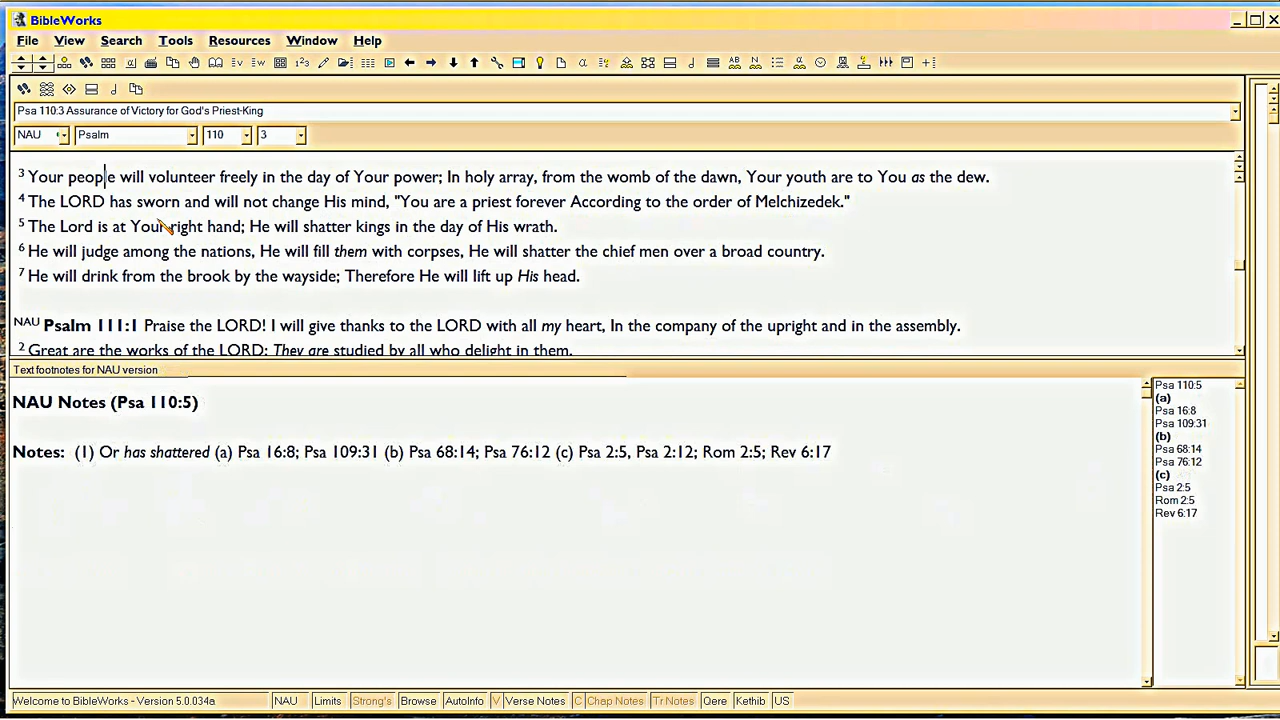 BibleWorks
File View Search Tools Resources Window Help
Psa 110:3 Assurance of Victory for God's Priest-King
NAU Psalm 110 3
3 Your people will volunteer freely in the day of Your power; In holy array, from the womb of the dawn, Your youth are to You as the dew.
4 The LORD has sworn and will not change His mind, "You are a priest forever According to the order of Melchizedek."
5 The Lord is at Your right hand; He will shatter kings in the day of His wrath.
6 He will judge among the nations, He will fill them with corpses, He will shatter the chief men over a broad country.
7 He will drink from the brook by the wayside; Therefore He will lift up His head.
NAU Psalm 111:1 Praise the LORD! I will give thanks to the LORD with all my heart, In the company of the upright and in the assembly.
2 Great are the works of the LORD; They are studied by all who delight in them.
Text footnotes for NAU version
NAU Notes (Psa 110:5)
Notes: (1) Or has shattered (a) Psa 16:8; Psa 109:31 (b) Psa 68:14; Psa 76:12 (c) Psa 2:5, Psa 2:12; Rom 2:5; Rev 6:17
Psa 110:5
(a)
Psa 16:8
Psa 109:31
(b)
Psa 68:14
Psa 76:12
(c)
Psa 2:5
Rom 2:5
Rev 6:17
Welcome to BibleWorks - Version 5.0.034a NAU Limits Strong's Browse AutoInfo V Verse Notes C Chap Notes Tr Notes Qere Kethib US